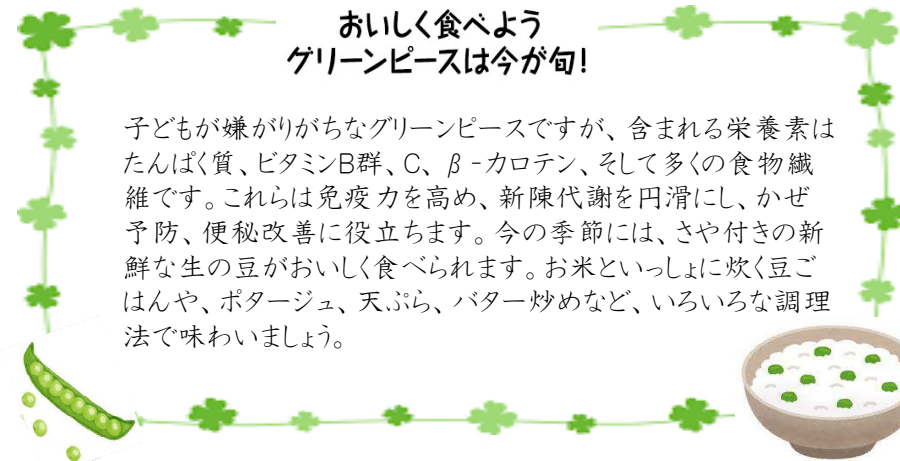 おいしく食べよう
グリーンピースは今が旬!
子どもが嫌がりがちなグリーンピースですが、含まれる栄養素は
たんぱく質、ビタミンB群、C、β-カロテン、そして多くの食物繊
維です。これらは免疫力を高め、新陳代謝を円滑にし、かぜ
予防、便秘改善に役立ちます。今の季節には、さや付きの新
鮮な生の豆がおいしく食べられます。お米といっしょに炊く豆ご
はんや、ポタージュ、天ぷら、バター炒めなど、いろいろな調理
法で味わいましょう。